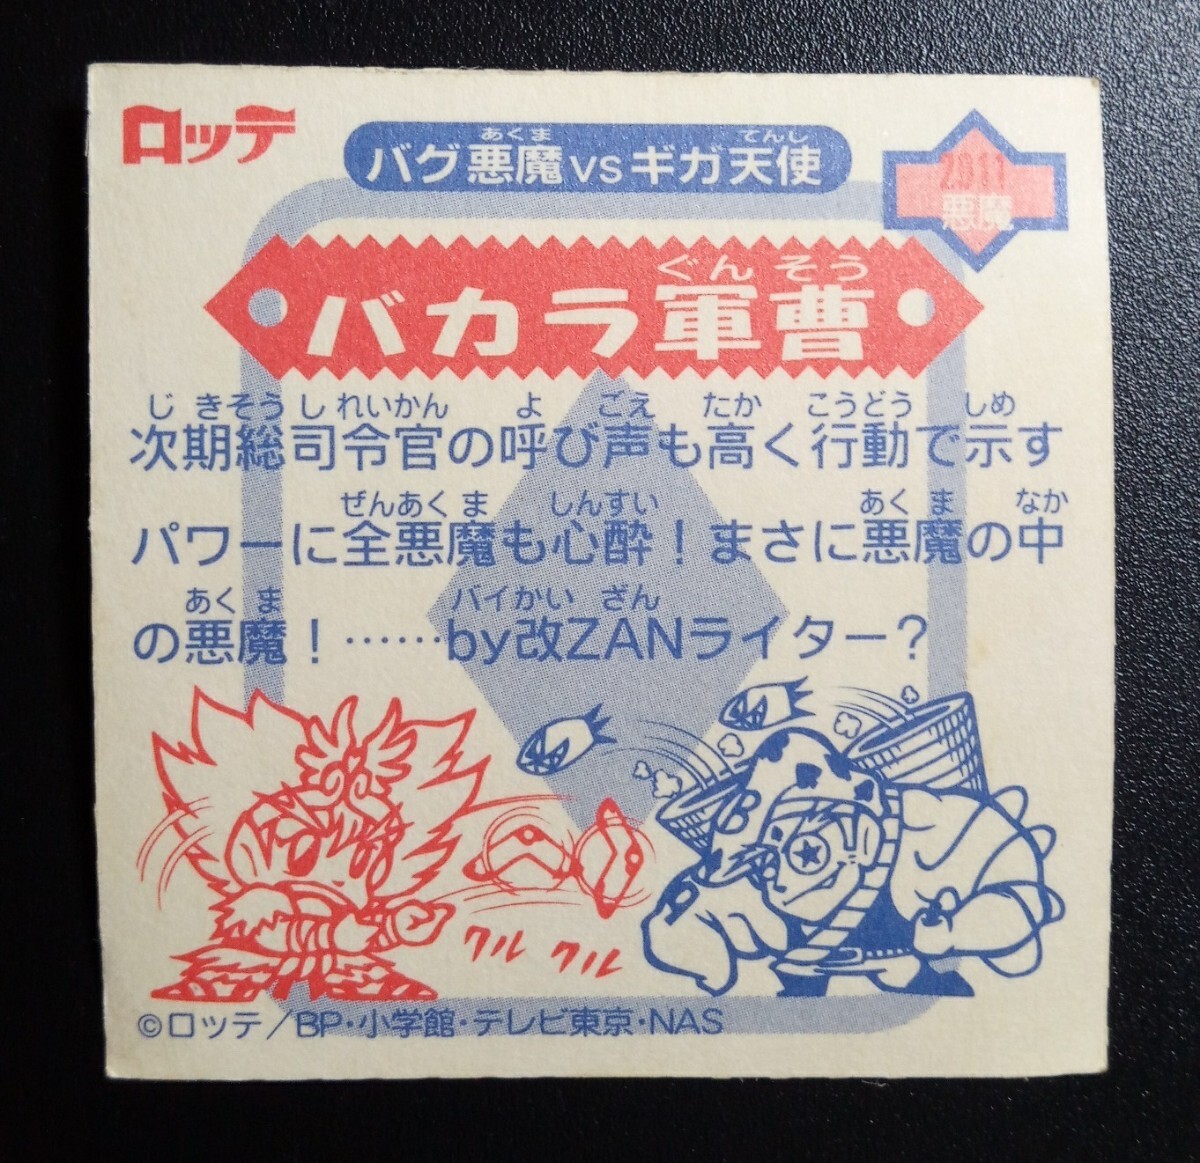 ロッテ
バグ悪魔vsギガ天使
あくま
てんし
2011
悪魔
ぐんそう
バカラ軍曹
じきそうしれいかん よ ごえ たか こうどう しめ
次期総司令官の呼び声も高く行動で示す
ぜんあくま しんすい あくま なか
パワーに全悪魔も心酔！まさに悪魔の中
あくま バイかいざん
の悪魔！……by改ZANライター？
クル クル
©ロッテ/BP・小学館・テレビ東京・NAS